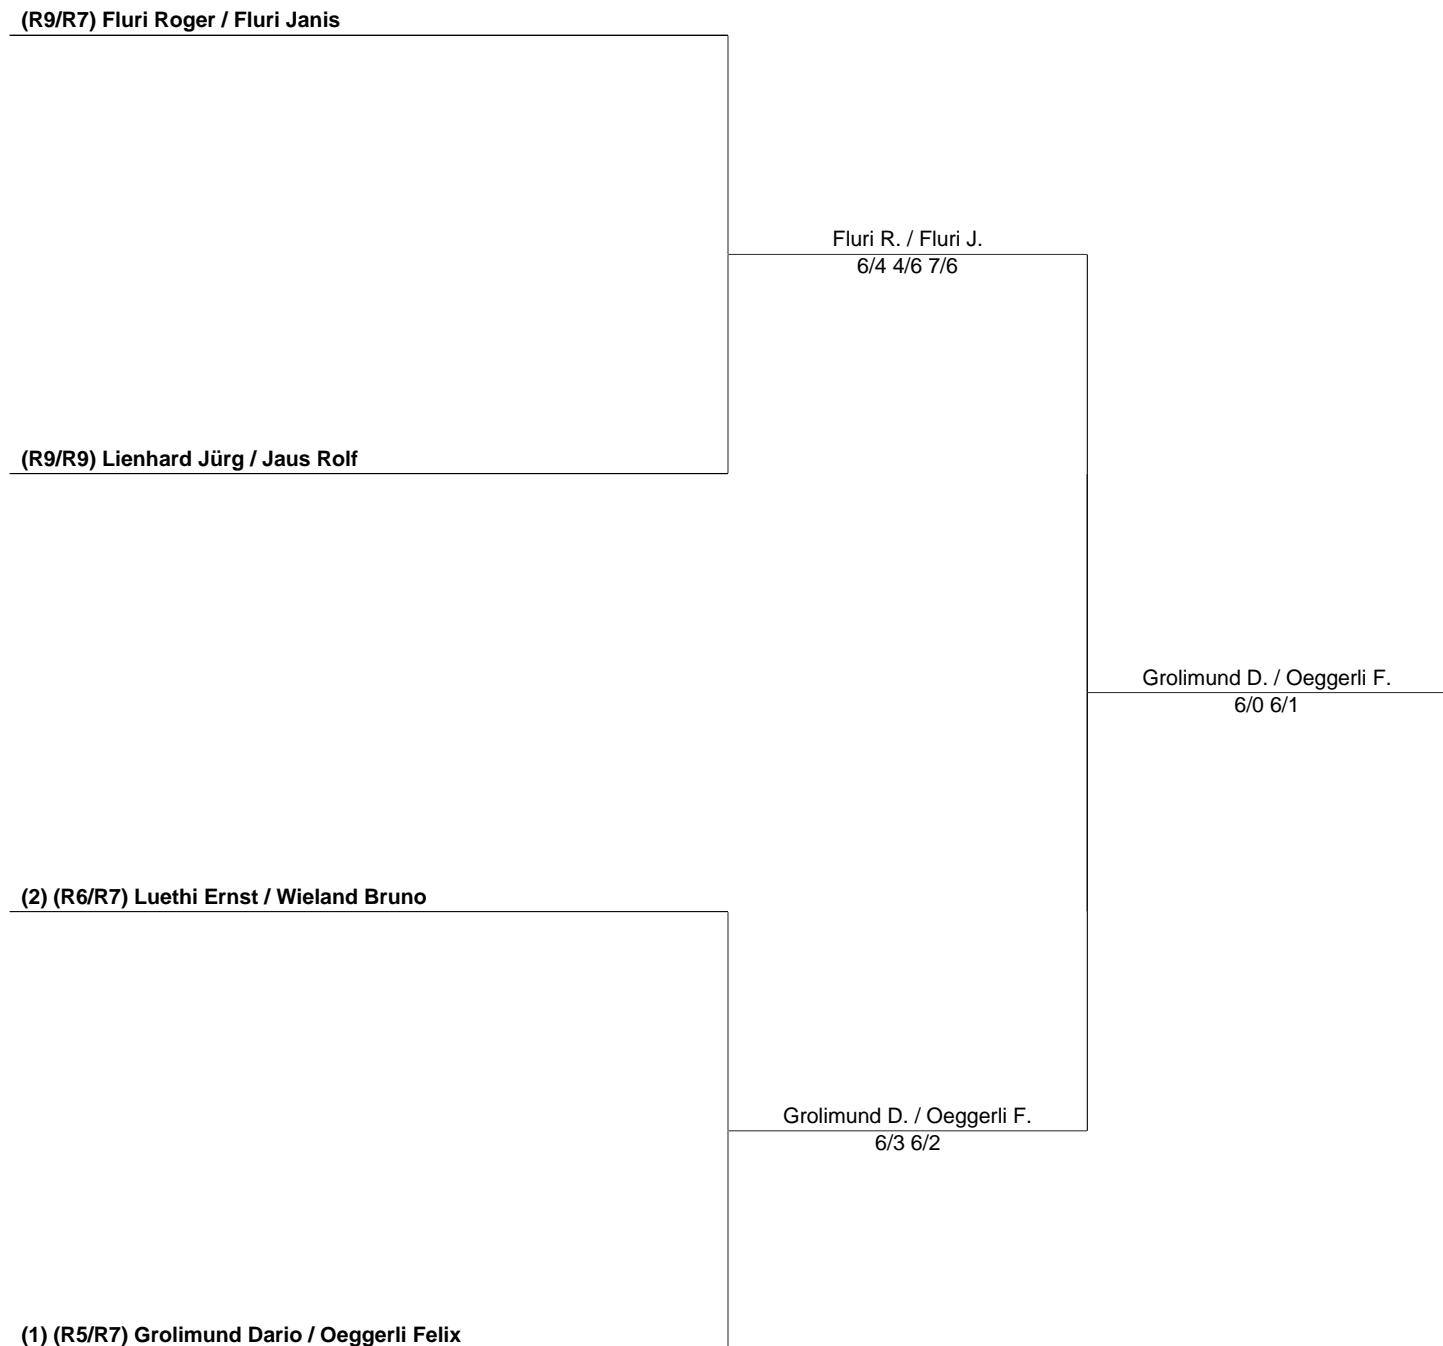 (R9/R7) Fluri Roger / Fluri Janis
Fluri R. / Fluri J.
6/4 4/6 7/6
(R9/R9) Lienhard Jürg / Jaus Rolf
Grolimund D. / Oeggerli F.
6/0 6/1
(2) (R6/R7) Luethi Ernst / Wieland Bruno
Grolimund D. / Oeggerli F.
6/3 6/2
(1) (R5/R7) Grolimund Dario / Oeggerli Felix